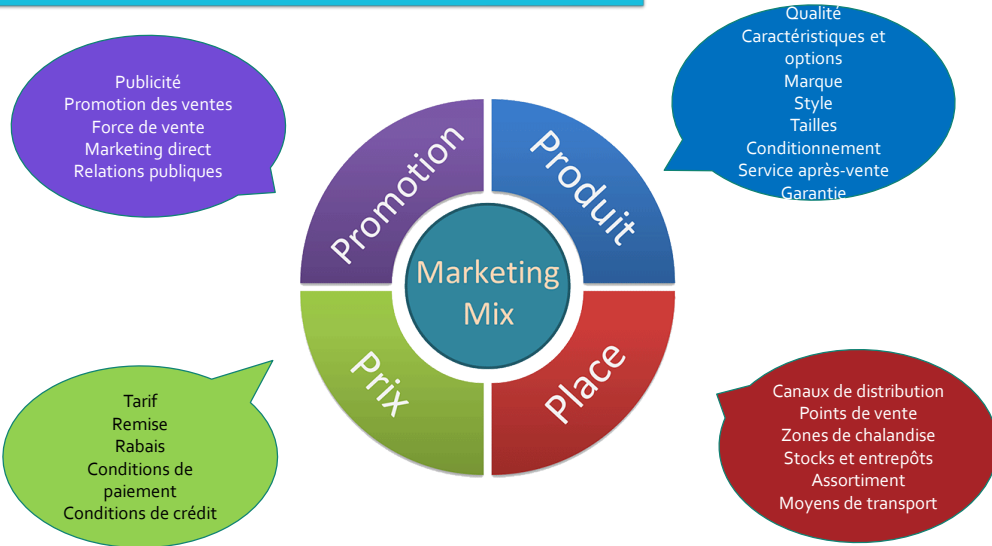 Publicité
Promotion des ventes
Force de vente
Marketing direct
Relations publiques
Qualité
Caractéristiques et
options
Marque
Style
Tailles
Conditionnement
Service après-vente
Garantie
Promotion
Produit
Marketing
Mix
Prix
Place
Tarif
Remise
Rabais
Conditions de
paiement
Conditions de crédit
Canaux de distribution
Points de vente
Zones de chalandise
Stocks et entrepôts
Assortiment
Moyens de transport